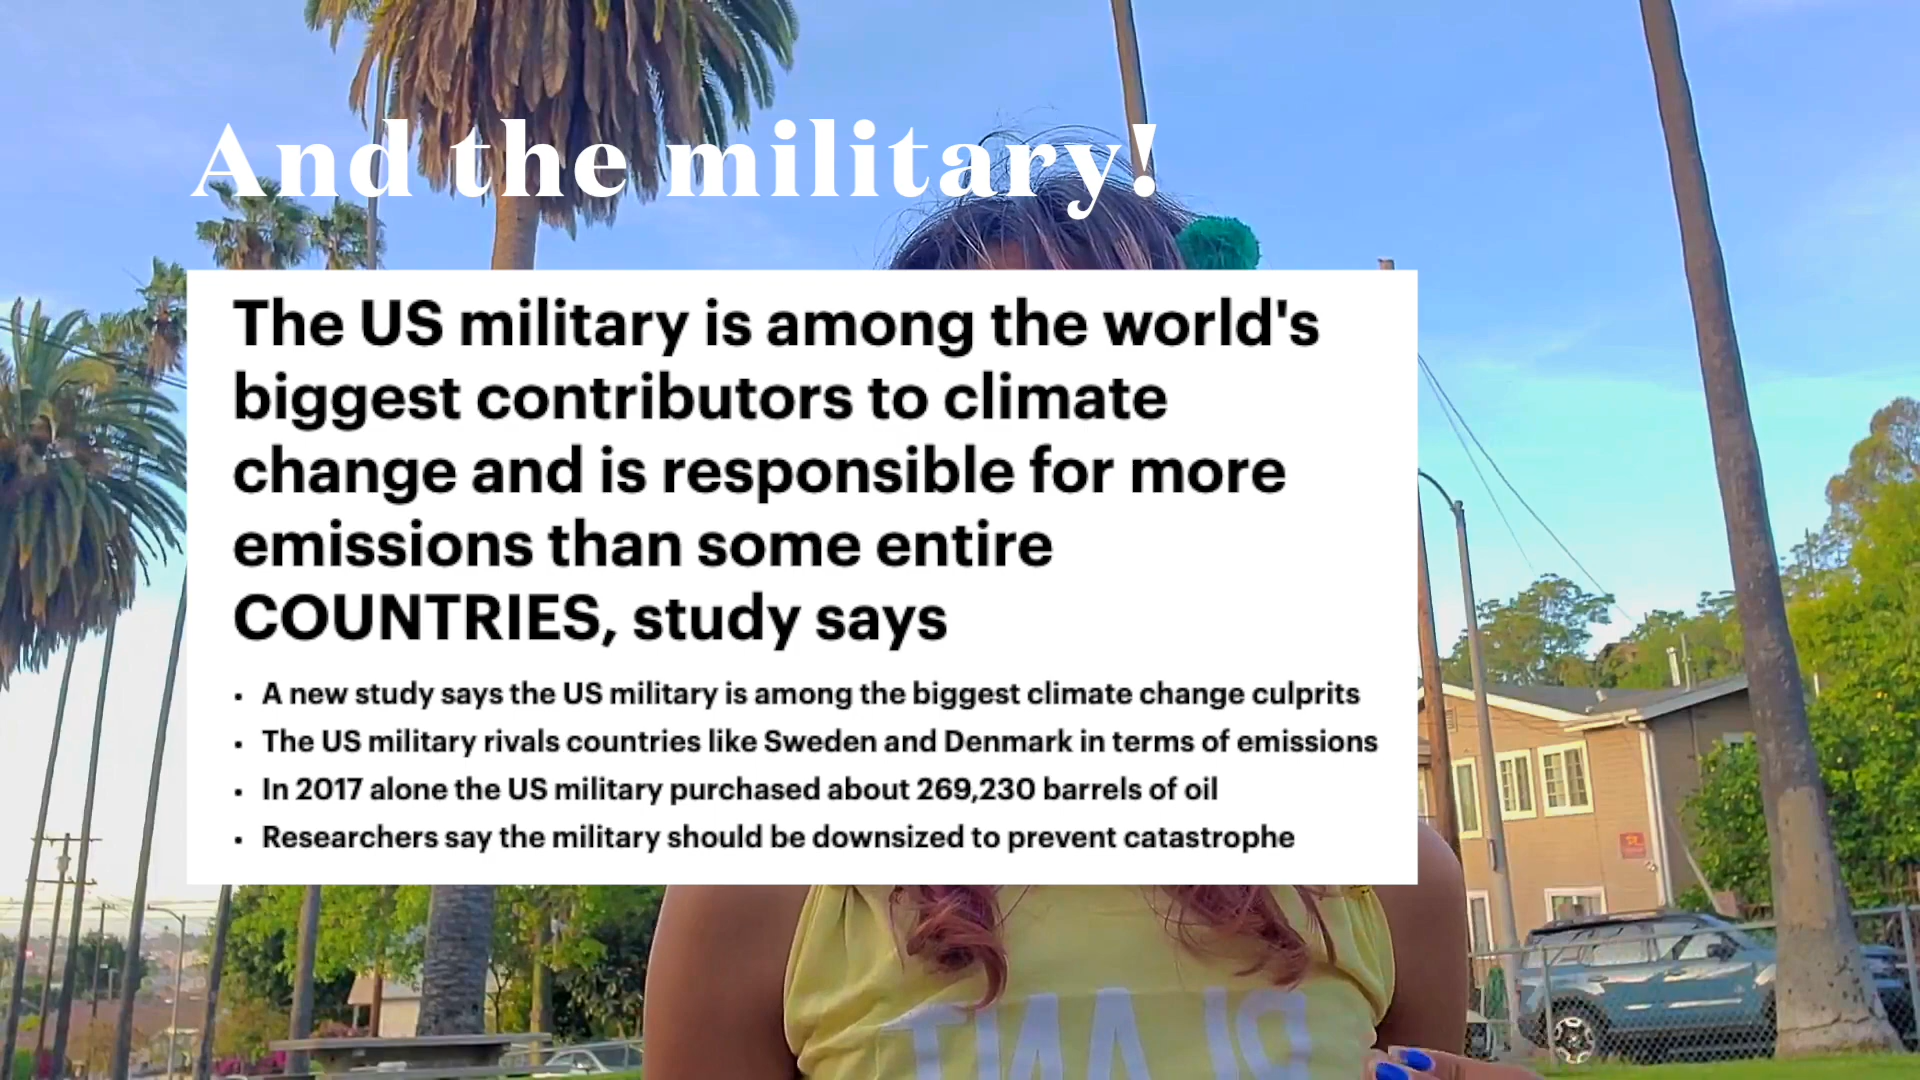 And the military!
The US military is among the world's
biggest contributors to climate
change and is responsible for more
emissions than some entire
COUNTRIES, study says
• A new study says the US military is among the biggest climate change culprits
• The US military rivals countries like Sweden and Denmark in terms of emissions
• In 2017 alone the US military purchased about 269,230 barrels of oil
• Researchers say the military should be downsized to prevent catastrophe
PLANT